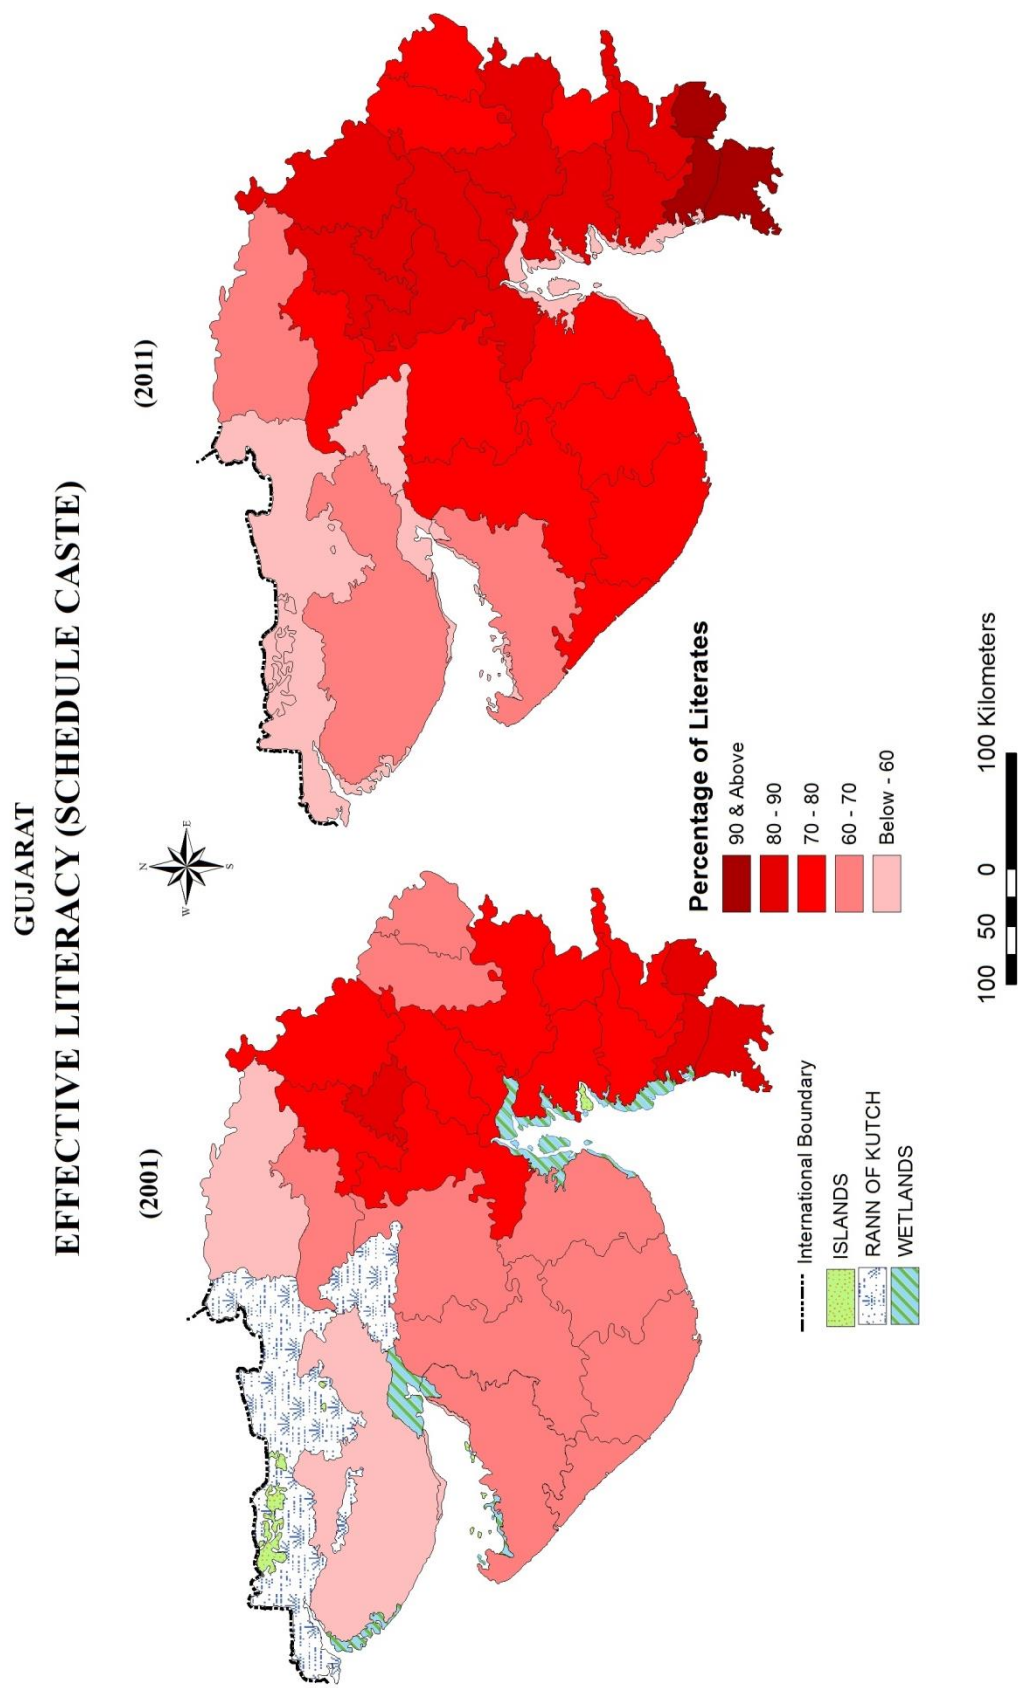 GUJARAT
EFFECTIVE LITERACY (SCHEDULE CASTE)
(2001)
(2011)
N
W
E
S
International Boundary
ISLANDS
RANN OF KUTCH
WETLANDS
Percentage of Literates
90 & Above
80 - 90
70 - 80
60 - 70
Below - 60
100 50 0 100 Kilometers